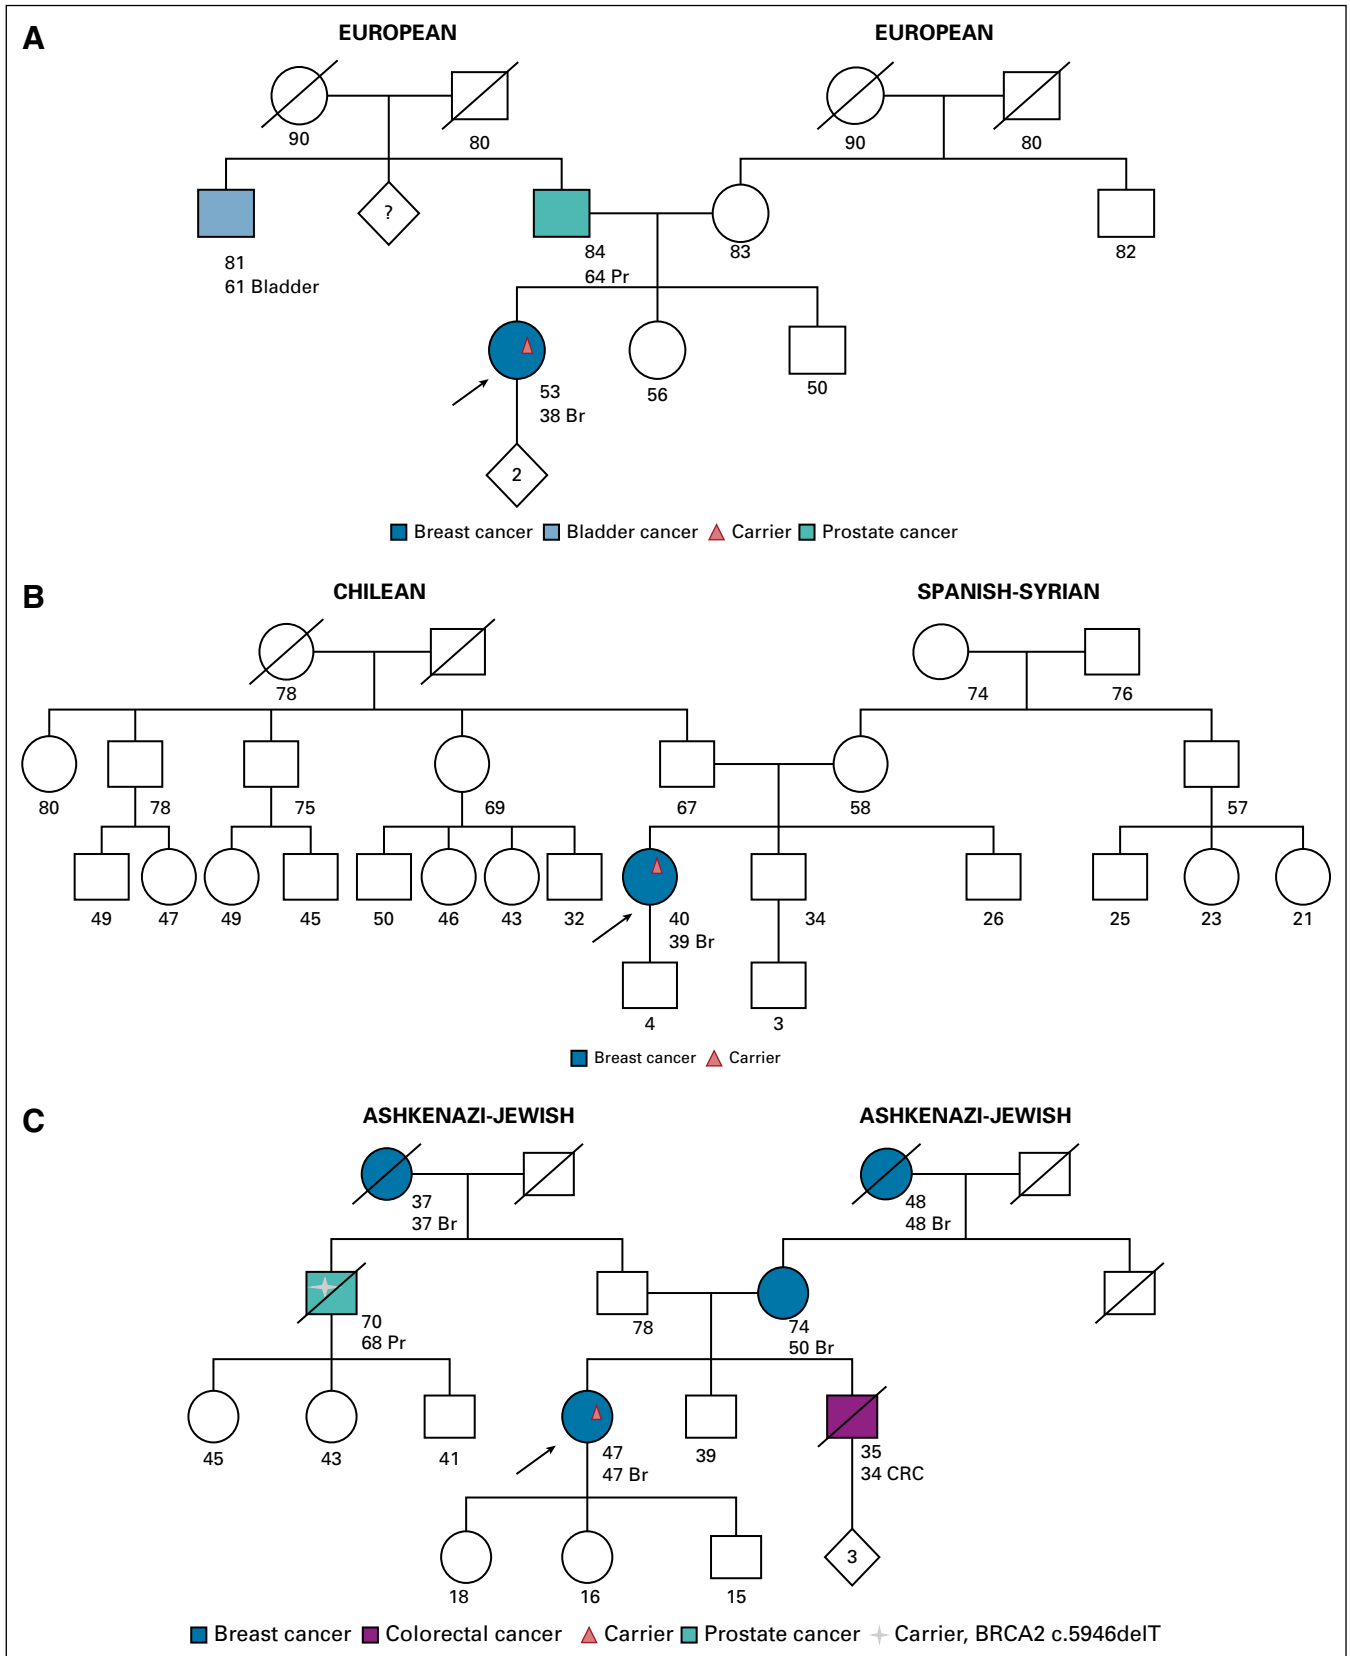 A
EUROPEAN EUROPEAN
90 80 90 80
?
81
61 Bladder
84
64 Pr
83 82
53
38 Br
56 50
2
Breast cancer Bladder cancer Carrier Prostate cancer
B
CHILEAN SPANISH-SYRIAN
78 74 76
80 78 75 69 67 58 57
49 47 49 45 50 46 43 32
40
39 Br
34 26 25 23 21
4 3
Breast cancer Carrier
C
ASHKENAZI-JEWISH ASHKENAZI-JEWISH
37
37 Br
48
48 Br
70
68 Pr
78
74
50 Br
45 43 41
47
47 Br
39
35
34 CRC
3
18 16 15
Breast cancer Colorectal cancer Carrier Prostate cancer Carrier, BRCA2 c.5946delT